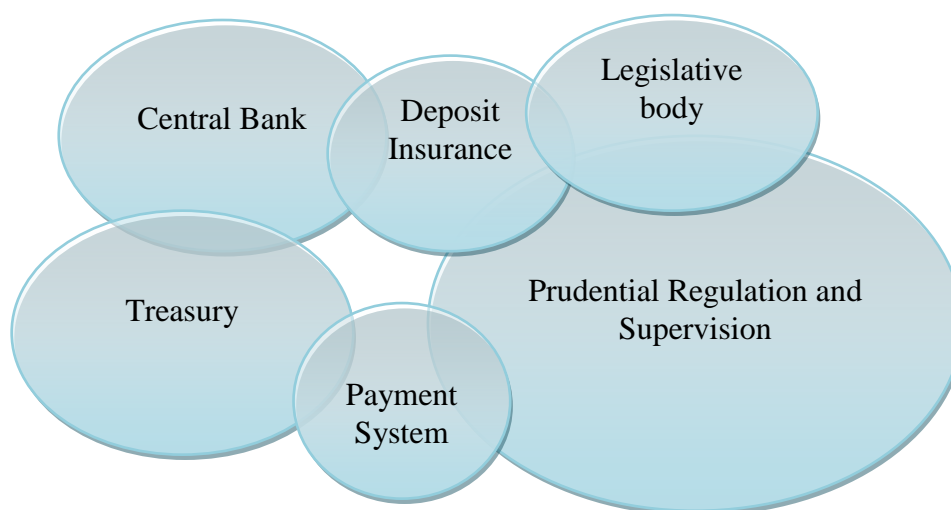 Central Bank
Deposit
Insurance
Legislative
body
Treasury
Prudential Regulation and
Supervision
Payment
System